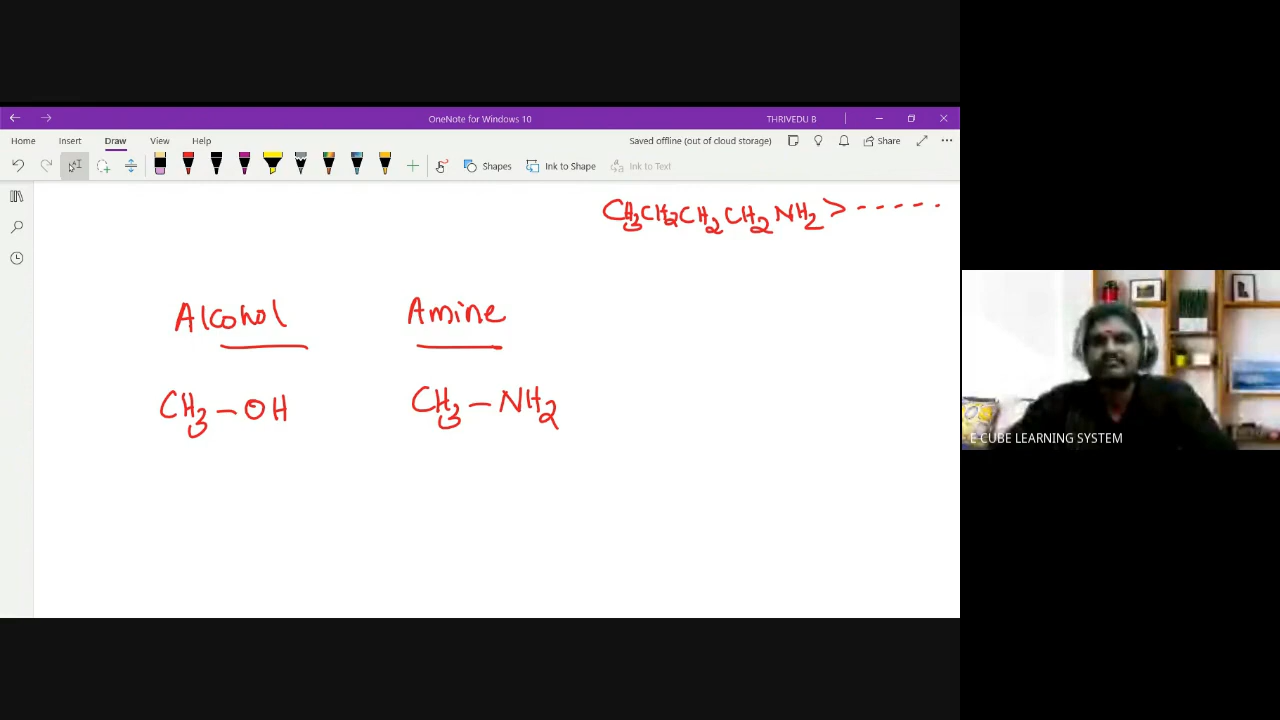 OneNote for Windows 10
THRIVEDU B
Home Insert Draw View Help
Saved offline (out of cloud storage)
Share
Shapes
Ink to Shape
Ink to Text
CH3CH2CH2CH2NH2> - - - - -
Alcohol Amine
CH3-OH CH3-NH2
E CUBE LEARNING SYSTEM